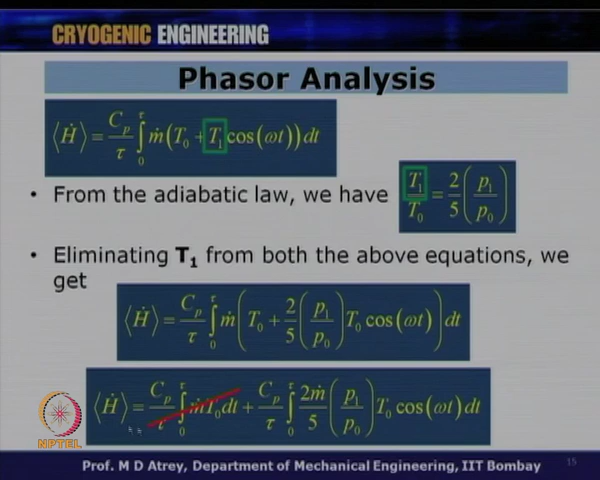 CRYOGENIC ENGINEERING
Phasor Analysis
⟨Ḣ⟩ = C_p/τ ∫₀^τ ṁ(T₀ + T₁ cos(ωt))dt
• From the adiabatic law, we have T₁/T₀ = 2/5 (p₁/p₀)
• Eliminating T₁ from both the above equations, we
get
⟨Ḣ⟩ = C_p/τ ∫₀^τ ṁ(T₀ + 2/5 (p₁/p₀) T₀ cos(ωt))dt
⟨Ḣ⟩ = C_p/τ ∫₀^τ ṁT₀dt + C_p/τ ∫₀^τ 2ṁ/5 (p₁/p₀) T₀ cos(ωt)dt
NPTEL
Prof. M D Atrey, Department of Mechanical Engineering, IIT Bombay
15